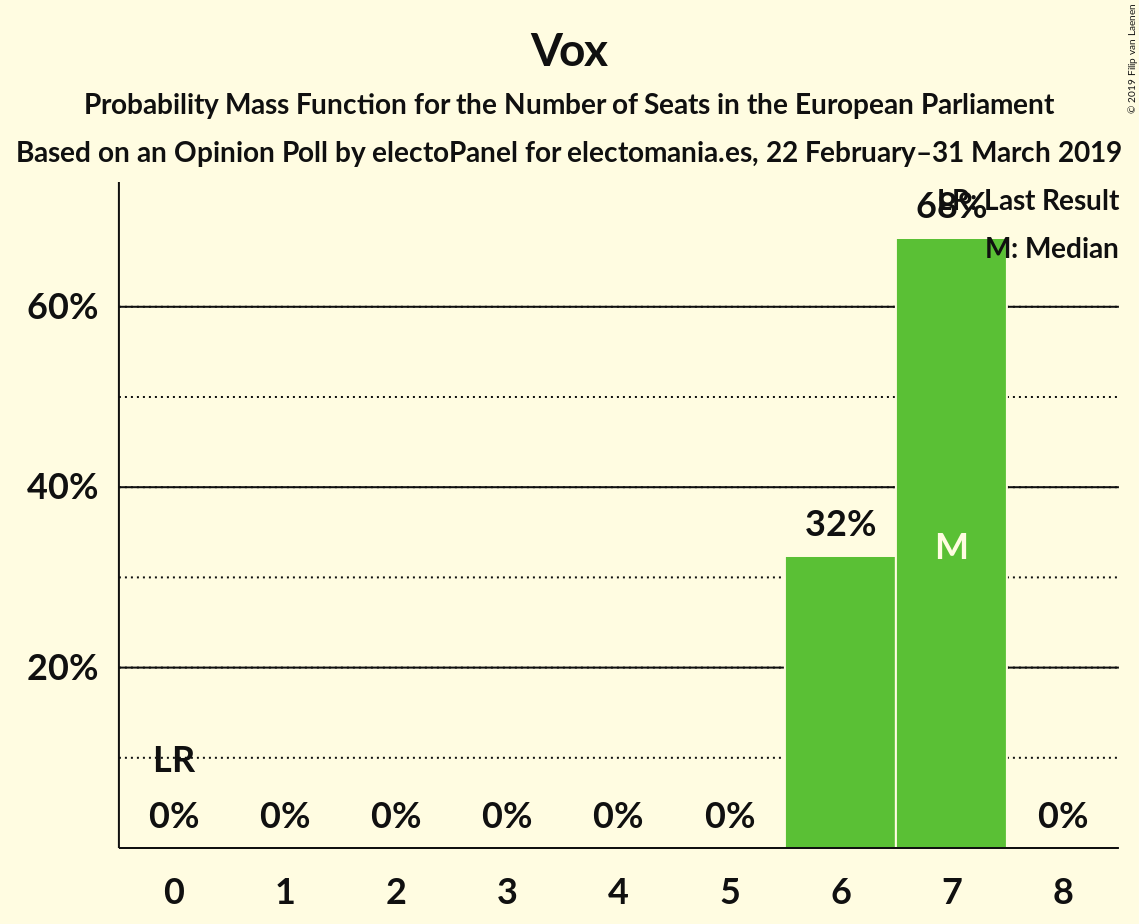 Vox
Probability Mass Function for the Number of Seats in the European Parliament
Based on an Opinion Poll by electoPanel for electomania.es, 22 February–31 March 2019
© 2019 Filip van Laenen
LR: Last Result
M: Median
68%
60%
40%
32%
M
20%
LR
0% 0% 0% 0% 0% 0% 0%
0 1 2 3 4 5 6 7 8